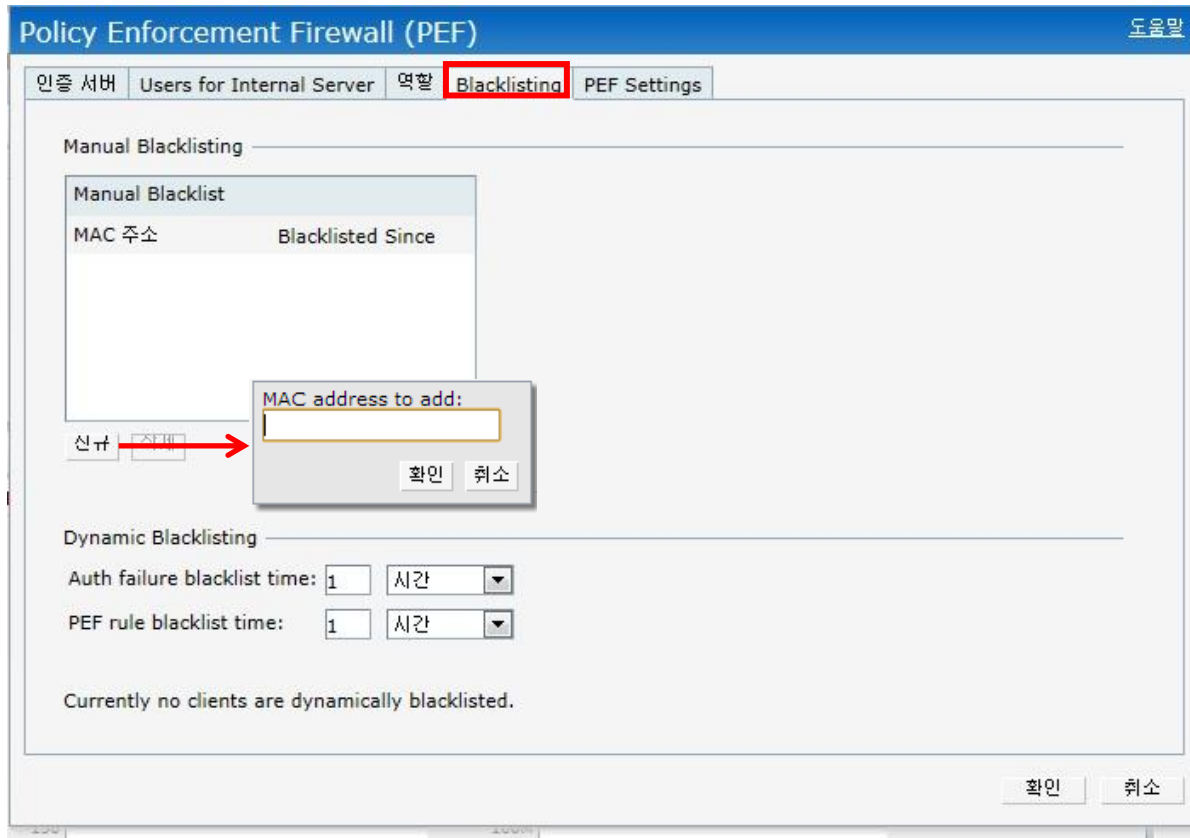 Policy Enforcement Firewall (PEF) 도움말
인증 서버 Users for Internal Server 역할 Blacklisting PEF Settings
Manual Blacklisting
Manual Blacklist
MAC 주소 Blacklisted Since
MAC address to add:
신규 삭제
확인 취소
Dynamic Blacklisting
Auth failure blacklist time: 1 시간
PEF rule blacklist time: 1 시간
Currently no clients are dynamically blacklisted.
확인 취소